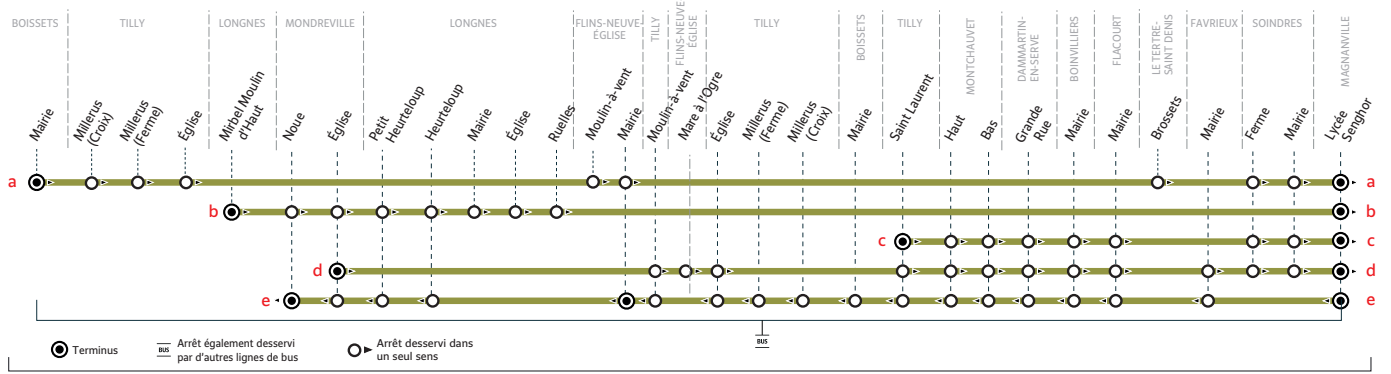 BOISSETS
TILLY
LONGNES
MONDREVILLE
LONGNES
FLINS-NEUVE-
ÉGLISE
TILLY
FLINS-NEUVE
ÉGLISE
TILLY
BOISSETS
TILLY
MONTCHAUVET
DAMMARTIN-
EN-SERVE
BOINVILLIERS
FLACOURT
LE TERTRE-
SAINT DENIS
FAVRIEUX
SOINDRES
MAGNANVILLE
Mairie
Millerus
(Croix)
Millerus
(Ferme)
Église
Mirbel Moulin
d'Haut
Noue
Église
Petit
Heurteloup
Heurteloup
Mairie
Église
Ruelles
Moulin-à-vent
Mairie
Moulin-à-vent
Mare à l'Ogre
Église
Millerus
(Ferme)
Millerus
(Croix)
Mairie
Saint Laurent
Haut
Bas
Grande
Rue
Mairie
Mairie
Brossets
Mairie
Ferme
Mairie
Lycée
Senghor
a
a
b
b
c
c
d
d
e
e
BUS
Terminus
BUS
Arrêt également desservi
par d'autres lignes de bus
Arrêt desservi dans
un seul sens